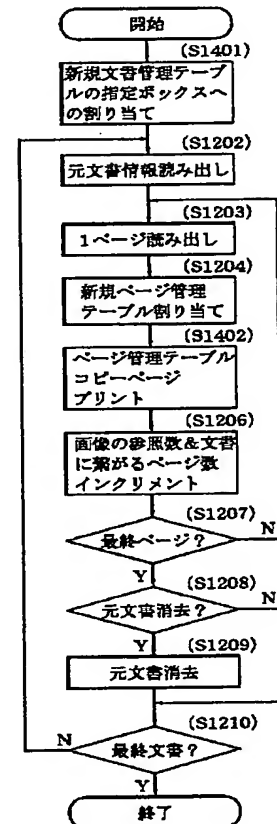 開始
(S1401)
新規文書管理テーブ
ルの指定ボックスへ
の割り当て
(S1202)
元文書情報読み出し
(S1203)
1ページ読み出し
(S1204)
新規ページ管理
テーブル割り当て
(S1402)
ページ管理テーブル
コピーページ
プリント
(S1206)
画像の参照数&文書
に繋がるページ数
インクリメント
(S1207)
最終ページ?
N
Y
(S1208)
元文書消去?
N
Y
(S1209)
元文書消去
(S1210)
N
最終文書?
Y
終了